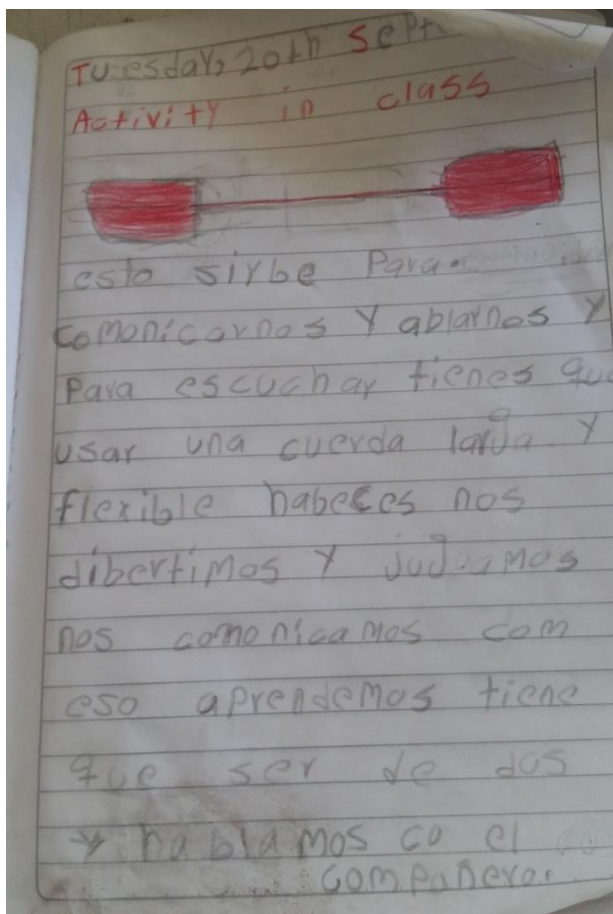 Tuesday, 20th Sept
Activity in class
esto sirbe Para.
comonicarnos Y ablarnos Y
Para escuchar tienes que
usar una cuerda larga Y
flexible habeces nos
dibertimos Y jugamos
nos comonicamos com
eso aprendemos tiene
que ser de dos
y hablamos co el
compañero.